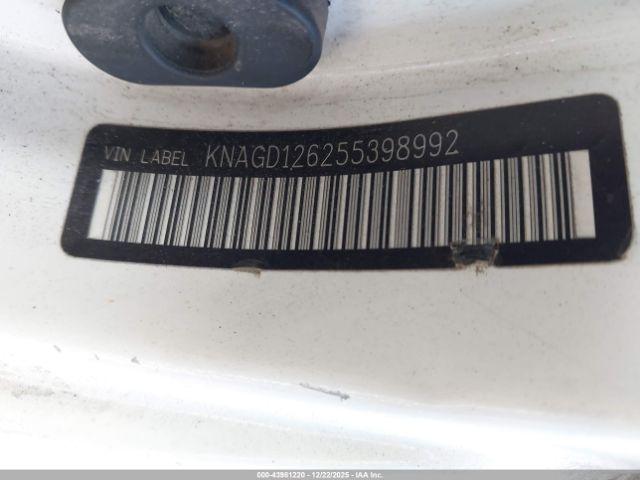 VIN LABEL KNAGD126255398992
000-43981220 - 12/22/2025 - IAA Inc.